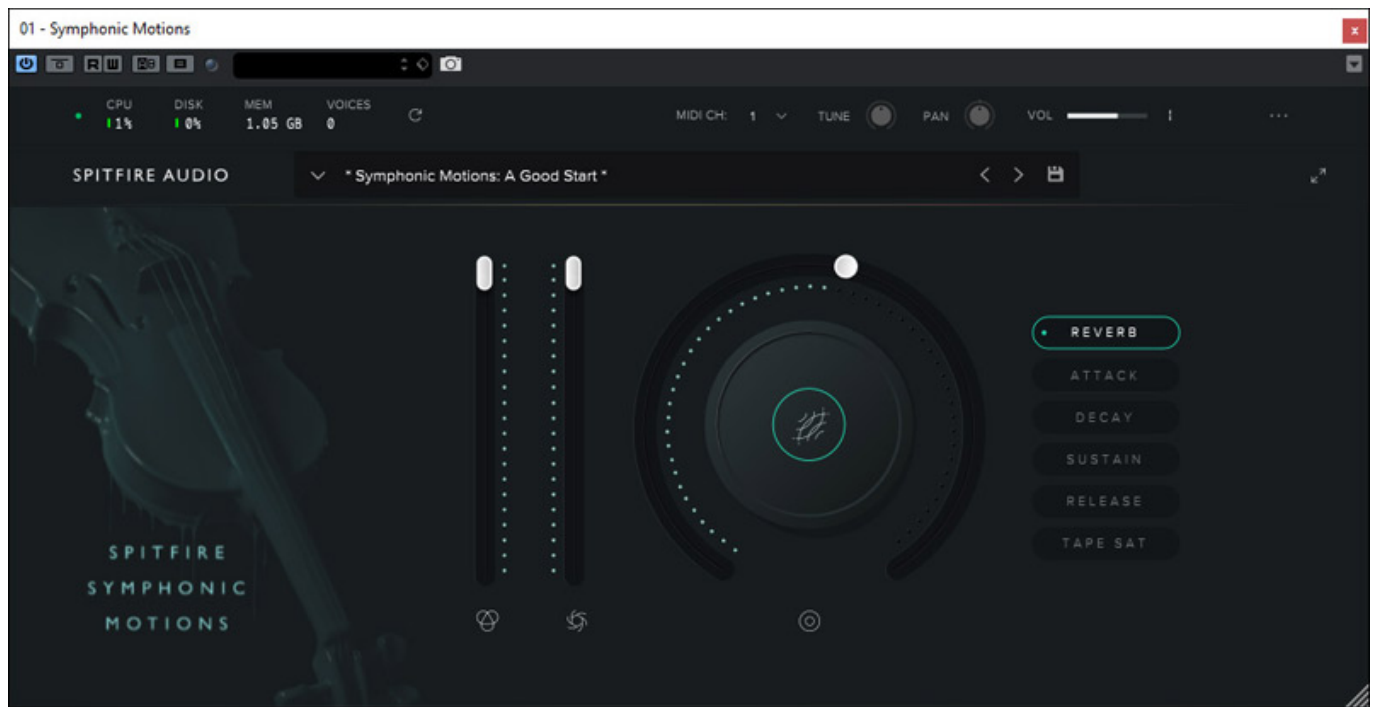 01 - Symphonic Motions
x
R W
CPU DISK MEM VOICES
1% 0% 1.05 GB 0
MIDI CH: 1 TUNE PAN VOL
SPITFIRE AUDIO
* Symphonic Motions: A Good Start *
REVERB
ATTACK
DECAY
SUSTAIN
RELEASE
TAPE SAT
SPITFIRE
SYMPHONIC
MOTIONS